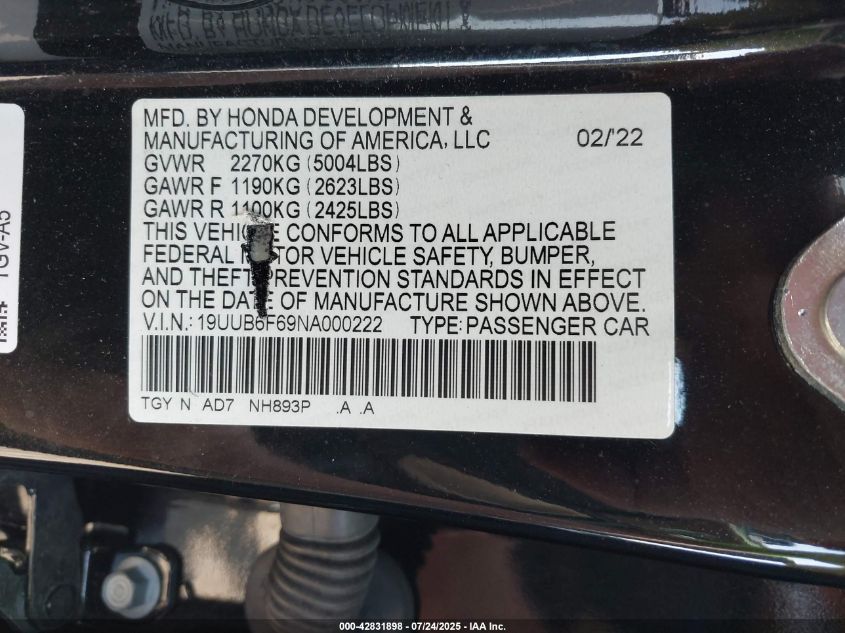 MFD. BY HONDA DEVELOPMENT &
MANUFACTURING OF AMERICA, LLC 02/'22
GVWR 2270KG (5004LBS)
GAWR F 1190KG (2623LBS)
GAWR R 1100KG (2425LBS)
THIS VEHICLE CONFORMS TO ALL APPLICABLE
FEDERAL MOTOR VEHICLE SAFETY, BUMPER,
AND THEFT PREVENTION STANDARDS IN EFFECT
ON THE DATE OF MANUFACTURE SHOWN ABOVE.
V.I.N.: 19UUB6F69NA000222 TYPE: PASSENGER CAR
TGY N AD7 NH893P .A .A
TGV-A5
000-42831898 - 07/24/2025 - IAA Inc.